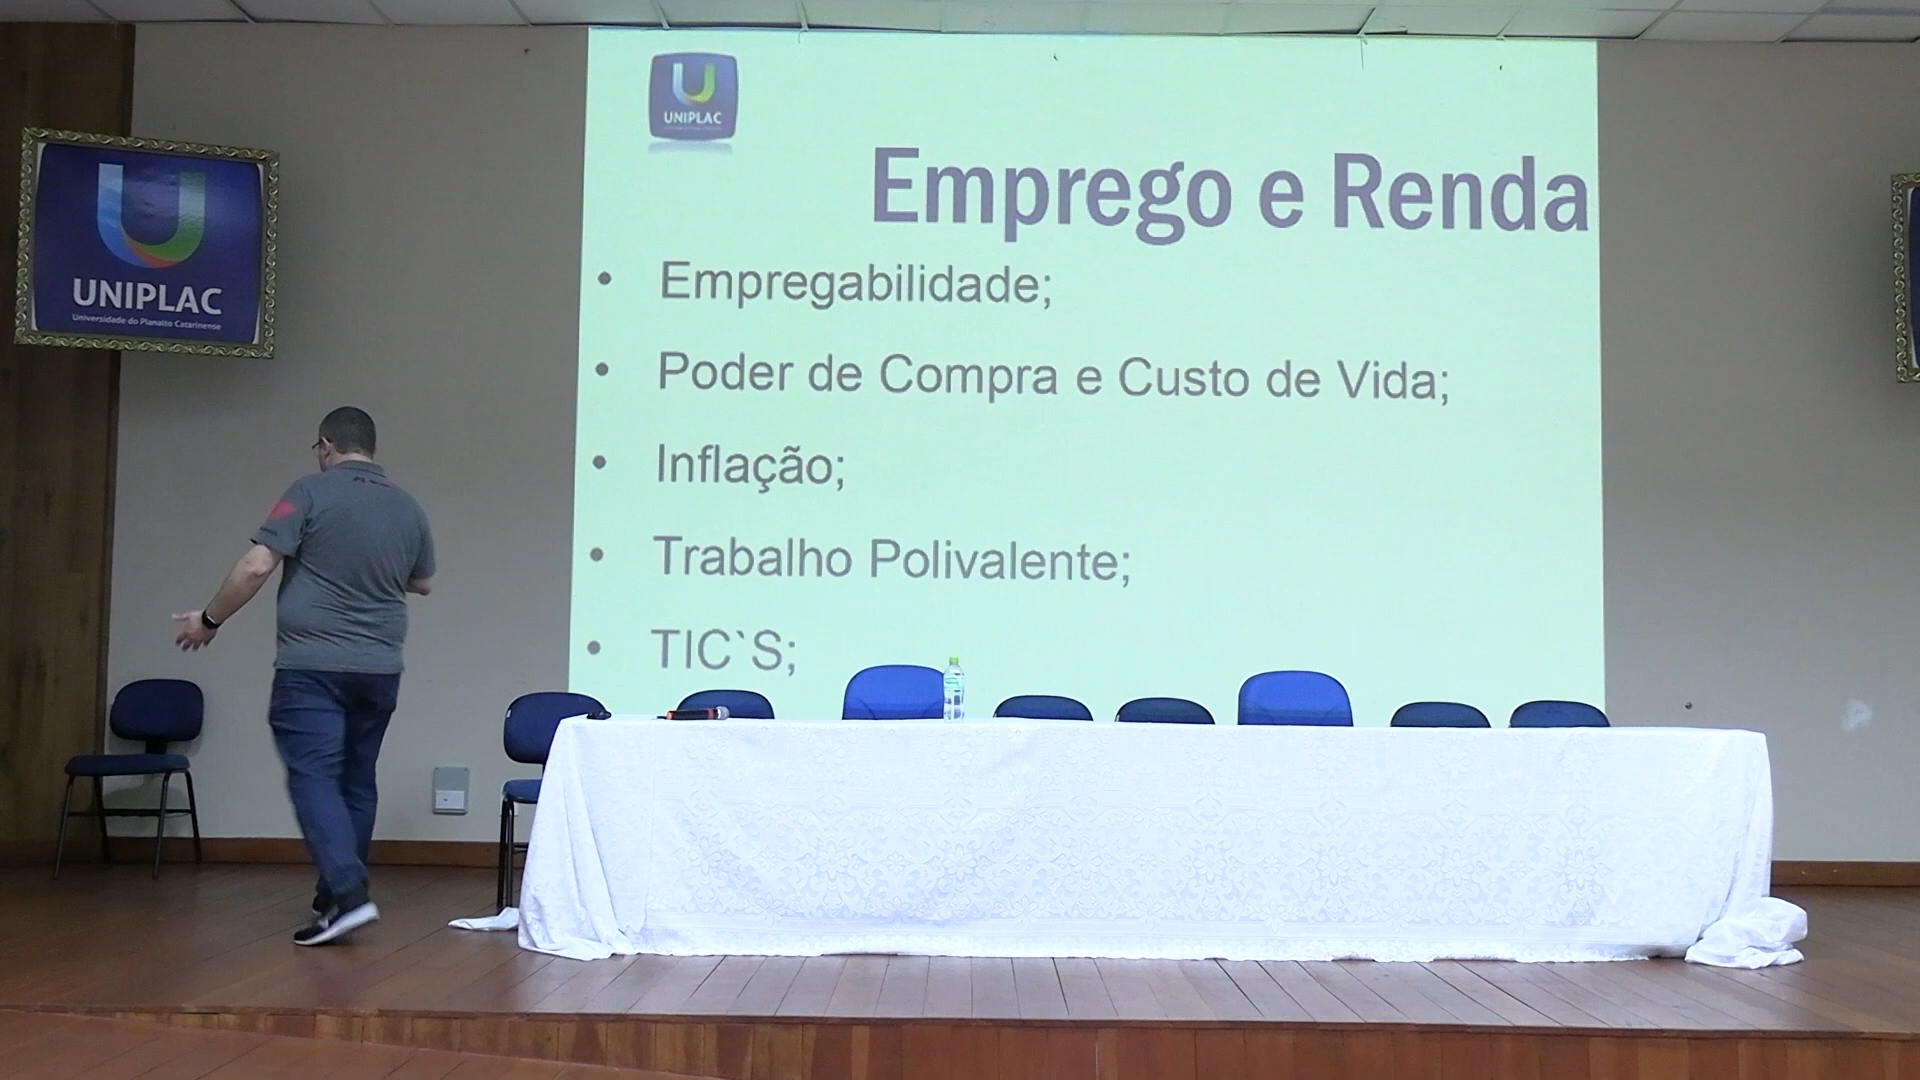 UNIPLAC
Emprego e Renda
• Empregabilidade;
• Poder de Compra e Custo de Vida;
• Inflação;
• Trabalho Polivalente;
• TIC`S;
UNIPLAC
Universidade do Planalto Catarinense